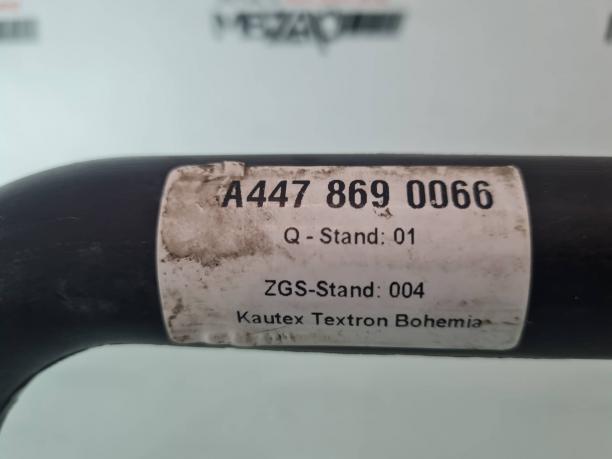 A447 869 0066
Q - Stand: 01
ZGS-Stand: 004
Kautex Textron Bohemia